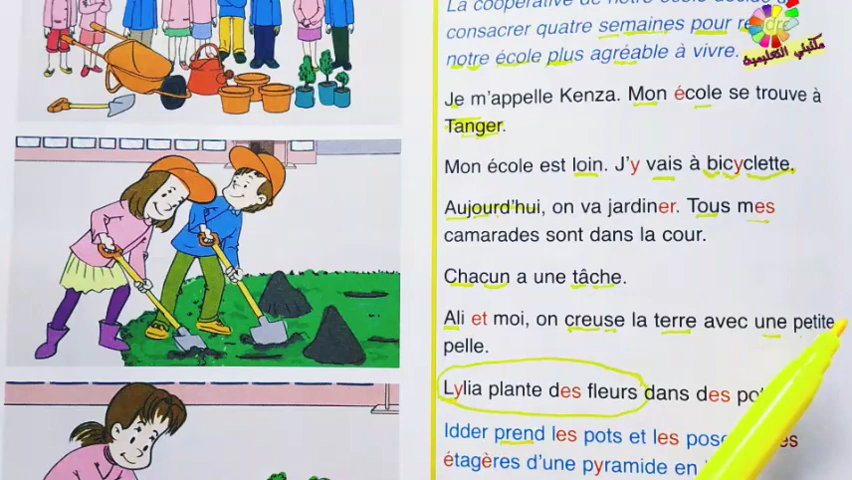 La coopérative de notre école décide de
consacrer quatre semaines pour rendre
notre école plus agréable à vivre.
Je m'appelle Kenza. Mon école se trouve à
Tanger.
Mon école est loin. J'y vais à bicyclette.
Aujourd'hui, on va jardiner. Tous mes
camarades sont dans la cour.
Chacun a une tâche.
Ali et moi, on creuse la terre avec une petite
pelle.
Lylia plante des fleurs dans des
Idder prend les pots et les
étagères d'une pyramide en
مكتبتي التعليمية